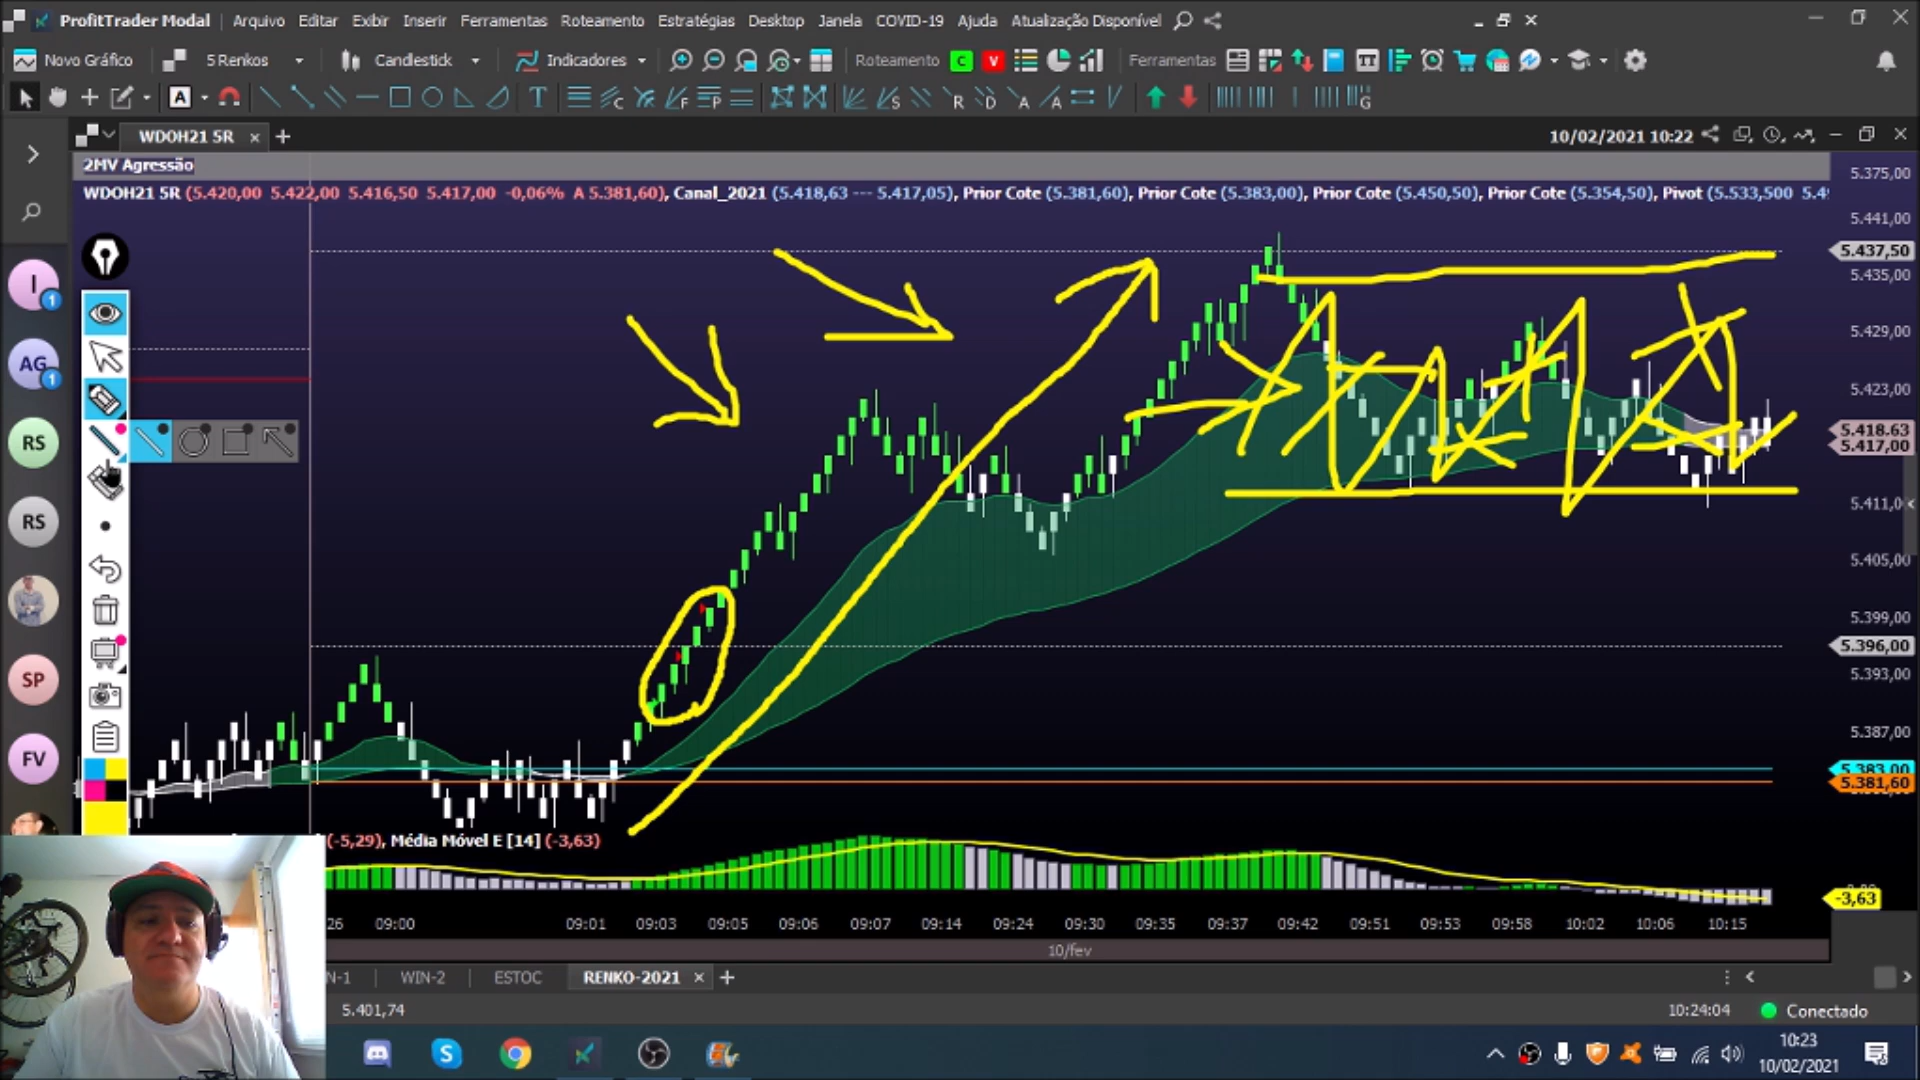 ProfitTrader Modal Arquivo Editar Exibir Inserir Ferramentas Roteamento Estratégias Desktop Janela COVID-19 Ajuda Atualização Disponível
Novo Gráfico 5 Renkos Candlestick Indicadores Roteamento C V Ferramentas
WDOH21 5R 10/02/2021 10:22
2MV Agressão
WDOH21 5R (5.420,00 5.422,00 5.416,50 5.417,00 -0,06% A 5.381,60), Canal_2021 (5.418,63 --- 5.417,05), Prior Cote (5.381,60), Prior Cote (5.383,00), Prior Cote (5.450,50), Prior Cote (5.354,50), Pivot (5.533,500
5.375,00
5.441,00
5.437,50
5.435,00
5.429,00
5.423,00
5.418,63
5.417,00
5.411,0
5.405,00
5.399,00
5.396,00
5.393,00
5.387,00
5.383,00
5.381,60
I 1
AG 1
RS
RS
SP
FV
(-5,29), Média Móvel E [14] (-3,63)
-3,63
26 09:00 09:01 09:03 09:05 09:06 09:07 09:14 09:24 09:30 09:35 09:37 09:42 09:51 09:53 09:58 10:02 10:06 10:15
10/fev
N-1 WIN-2 ESTOC RENKO-2021
5.401,74 10:24:04 Conectado
10:23
10/02/2021